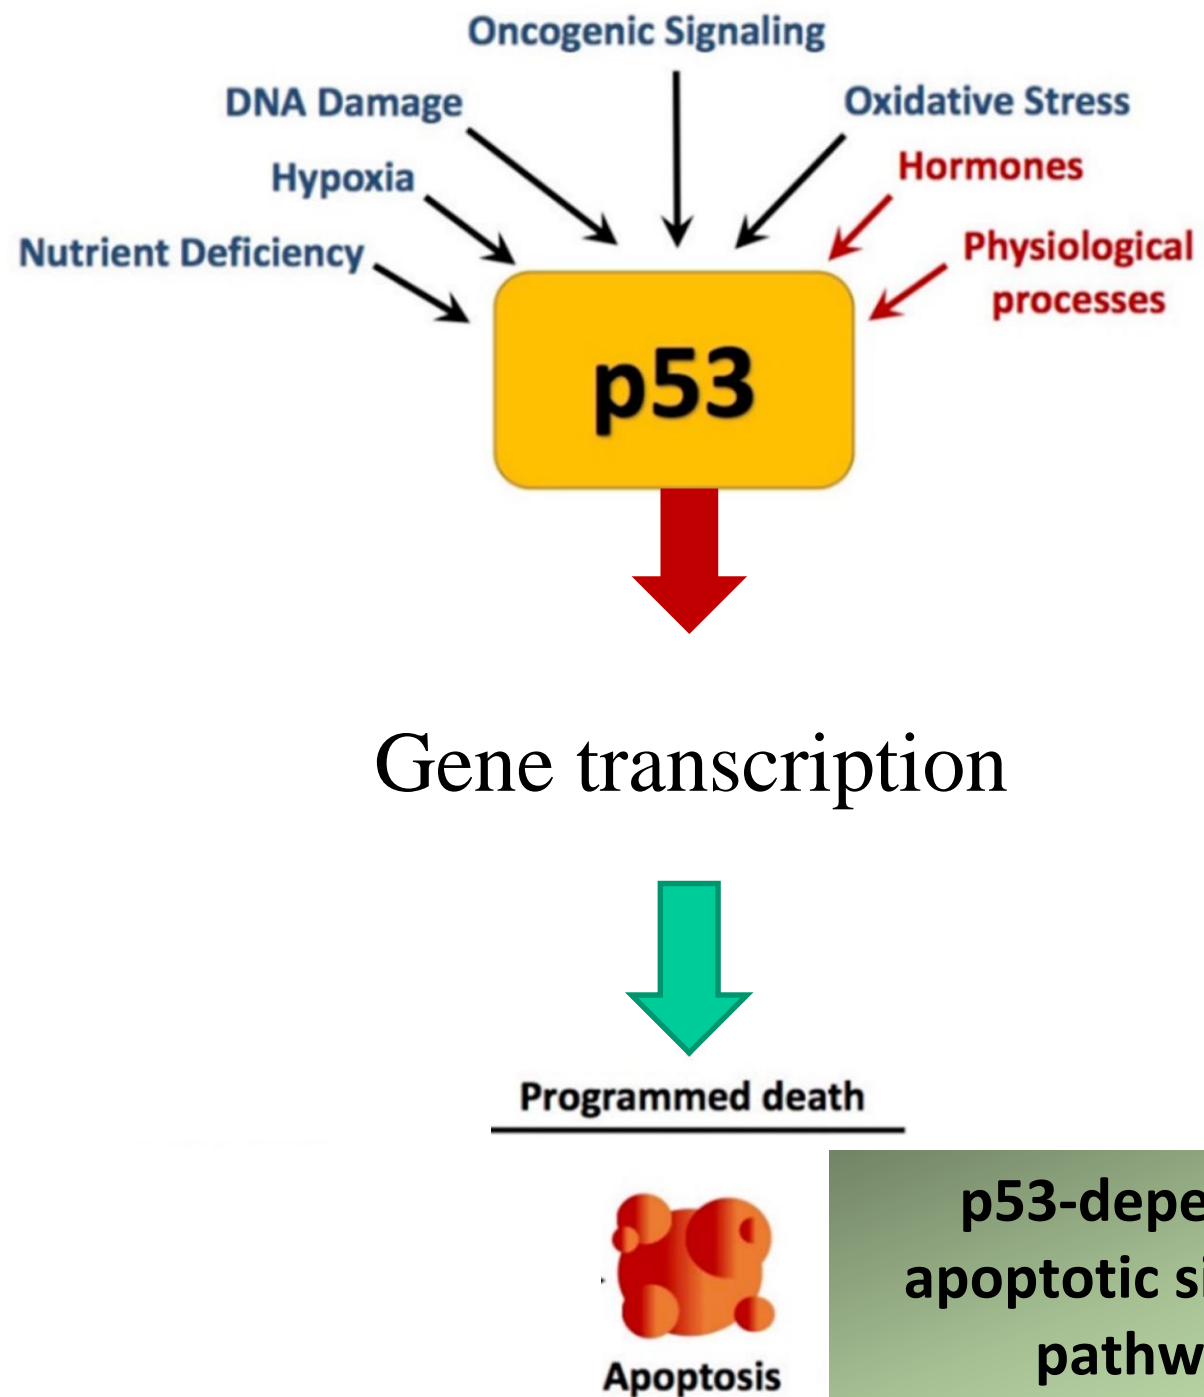 Oncogenic Signaling
DNA Damage
Oxidative Stress
Hypoxia
Hormones
Nutrient Deficiency
Physiological
processes
p53
Gene transcription
Programmed death
p53-depe
apoptotic si
pathw
Apoptosis